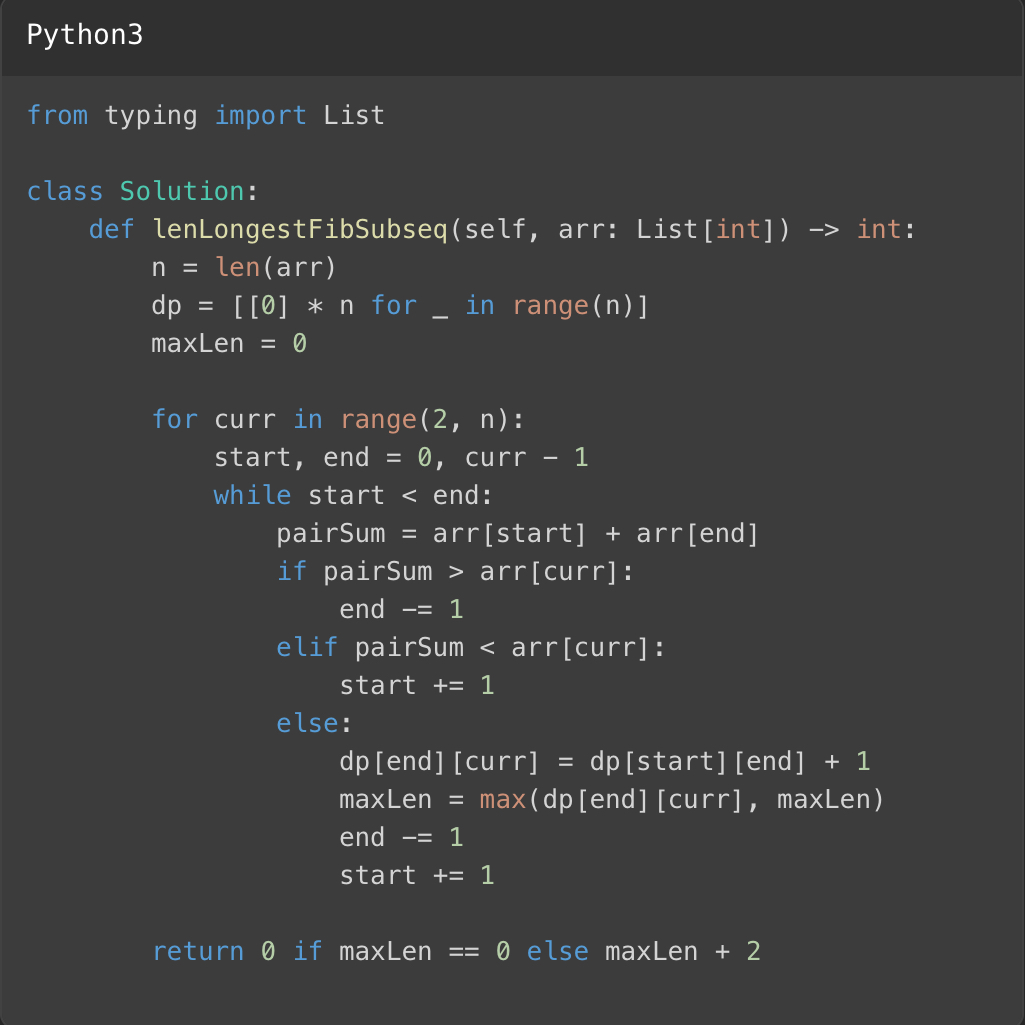 Python3
from typing import List
class Solution:
    def lenLongestFibSubseq(self, arr: List[int]) -> int:
        n = len(arr)
        dp = [[0] * n for _ in range(n)]
        maxLen = 0
        for curr in range(2, n):
            start, end = 0, curr - 1
            while start < end:
                pairSum = arr[start] + arr[end]
                if pairSum > arr[curr]:
                    end -= 1
                elif pairSum < arr[curr]:
                    start += 1
                else:
                    dp[end][curr] = dp[start][end] + 1
                    maxLen = max(dp[end][curr], maxLen)
                    end -= 1
                    start += 1
        return 0 if maxLen == 0 else maxLen + 2